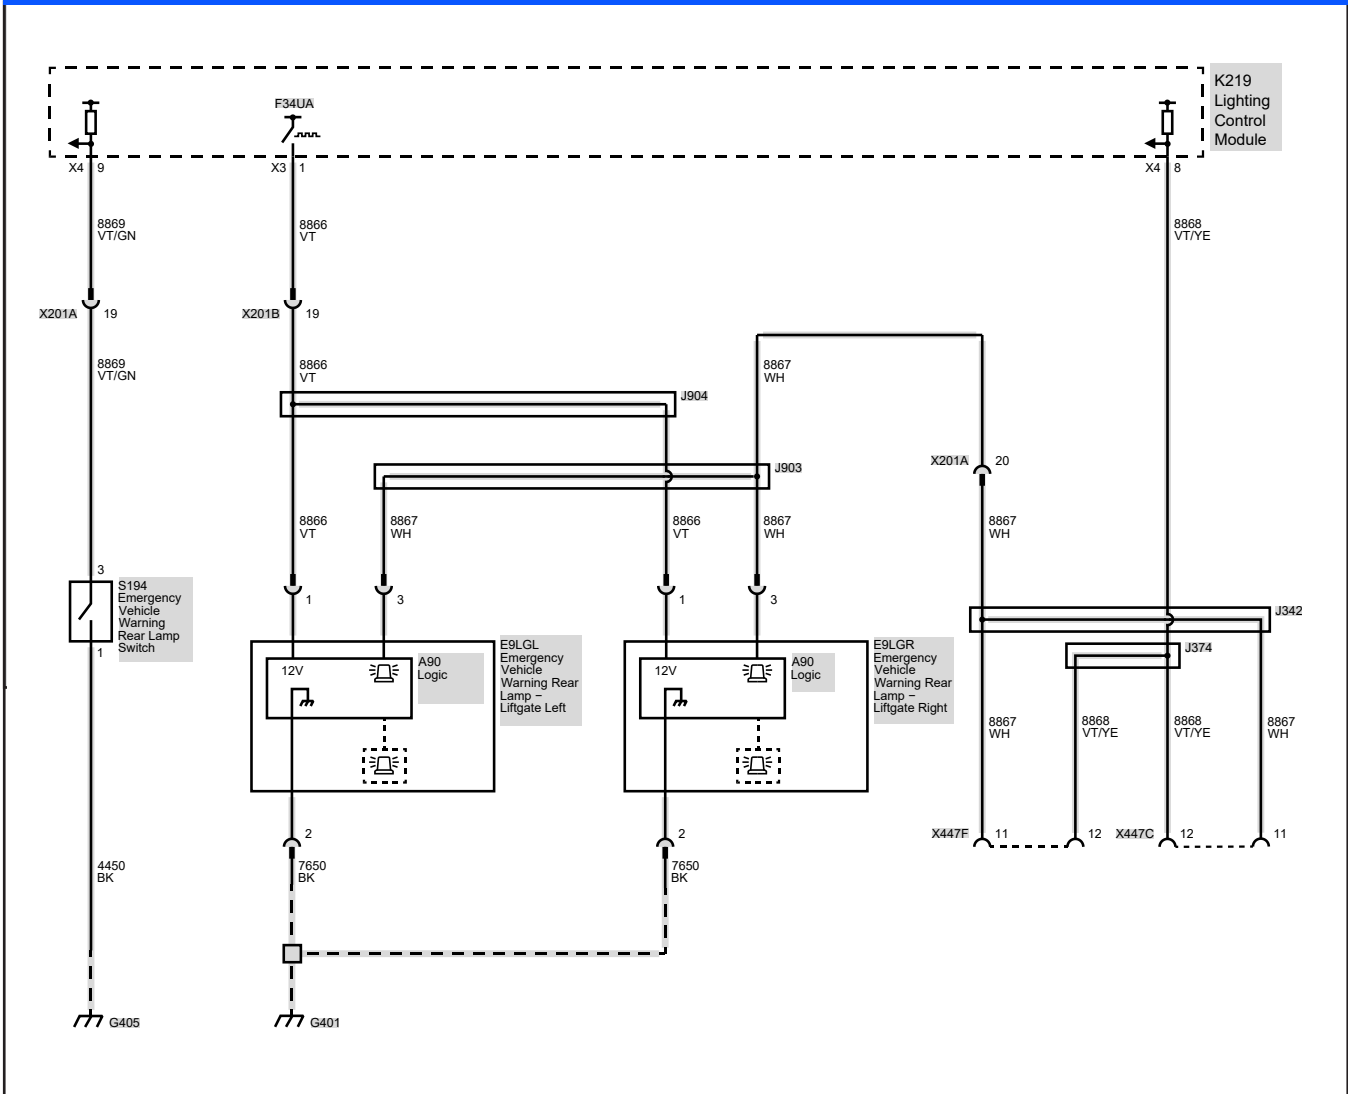 K219
Lighting
Control
Module
F34UA
X4 9
X3 1
X4 8
8869
VT/GN
8866
VT
8868
VT/YE
X201A 19
X201B 19
8869
VT/GN
8866
VT
8867
WH
J904
X201A 20
J903
8866
VT
8867
WH
8866
VT
8867
WH
8867
WH
3
S194
Emergency
Vehicle
Warning
Rear Lamp
Switch
1
1
3
1
3
J342
J374
12V
A90
Logic
E9LGL
Emergency
Vehicle
Warning Rear
Lamp –
Liftgate Left
12V
A90
Logic
E9LGR
Emergency
Vehicle
Warning Rear
Lamp –
Liftgate Right
8867
WH
8868
VT/YE
8868
VT/YE
8867
WH
2
2
X447F 11
12
X447C 12
11
4450
BK
7650
BK
7650
BK
G405
G401